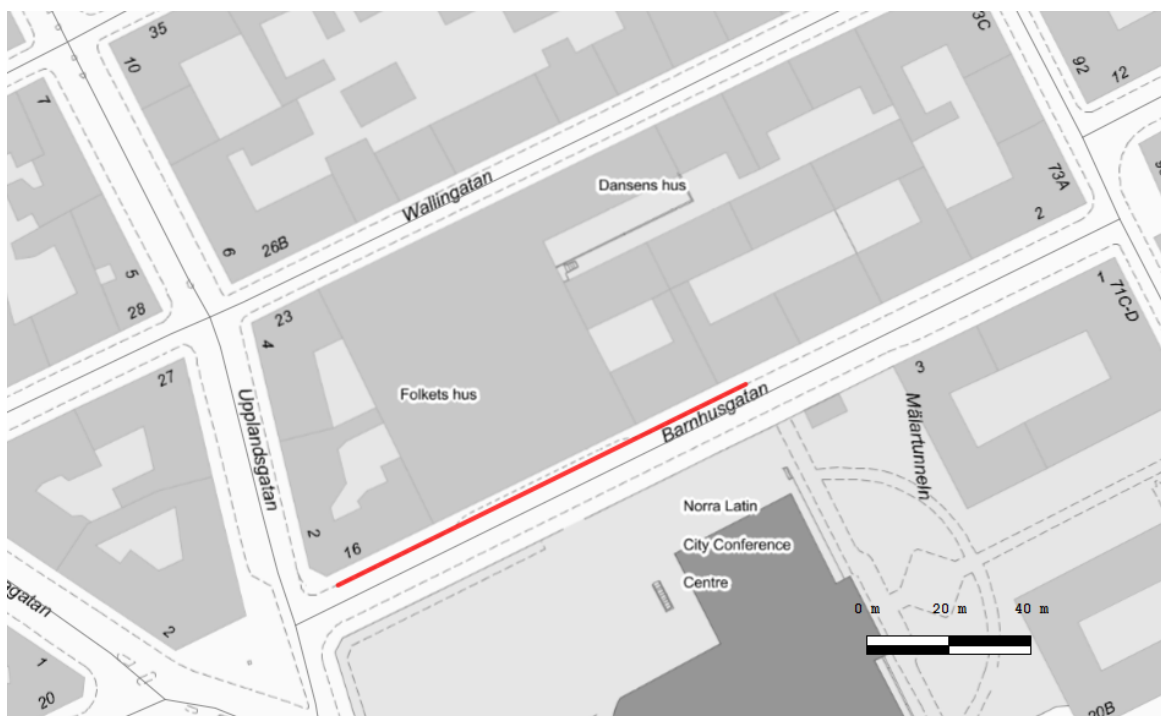 35
73C
10
92
12
7
Wallingatan
Dansens hus
73A
2
6
26B
5
28
23
4
1
71C-D
27
Folkets hus
3
Upplandsgatan
Barnhusgatan
Mälartunneln
Norra Latin
City Conference
Centre
2
16
gatan
2
0 m 20 m 40 m
1
20
20B